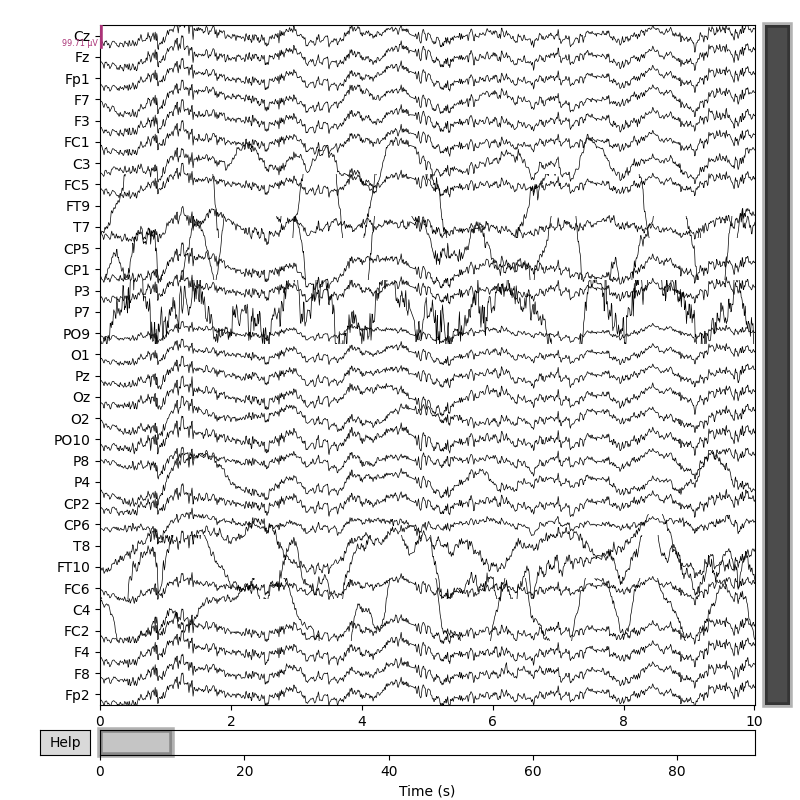 Cz
99.71 µV
Fz
Fp1
F7
F3
FC1
C3
FC5
FT9
T7
CP5
CP1
P3
P7
PO9
O1
Pz
Oz
O2
PO10
P8
P4
CP2
CP6
T8
FT10
FC6
C4
FC2
F4
F8
Fp2
0 2 4 6 8 10
Help
0 20 40 60 80
Time (s)